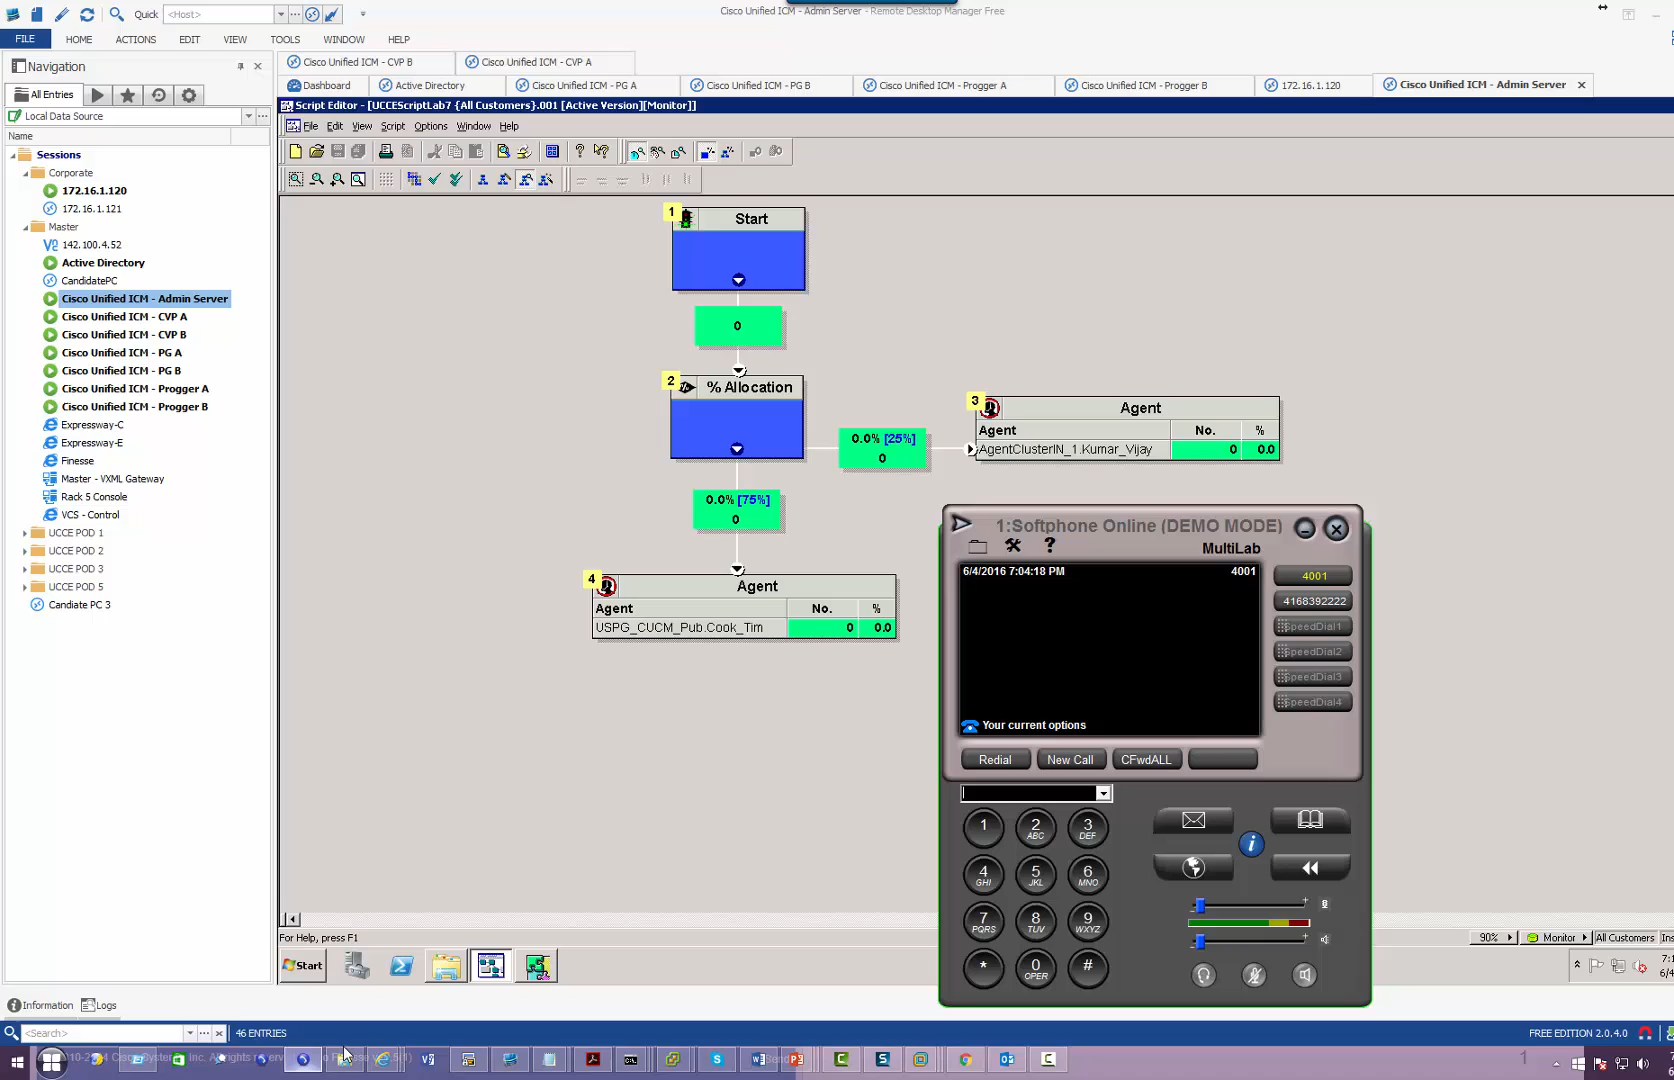 Quick <Host>
Cisco Unified ICM - Admin Server - Remote Desktop Manager Free
FILE HOME ACTIONS EDIT VIEW TOOLS WINDOW HELP
Navigation
All Entries
Local Data Source
Name
Sessions
Corporate
172.16.1.120
172.16.1.121
Master
142.100.4.52
Active Directory
CandidatePC
Cisco Unified ICM - Admin Server
Cisco Unified ICM - CVP A
Cisco Unified ICM - CVP B
Cisco Unified ICM - PG A
Cisco Unified ICM - PG B
Cisco Unified ICM - Progger A
Cisco Unified ICM - Progger B
Expressway-C
Expressway-E
Finesse
Master - VXML Gateway
Rack 5 Console
VCS - Control
UCCE POD 1
UCCE POD 2
UCCE POD 3
UCCE POD 5
Candiate PC 3
Information Logs
<Search> 46 ENTRIES
Cisco Unified ICM - CVP B Cisco Unified ICM - CVP A
Dashboard Active Directory Cisco Unified ICM - PG A Cisco Unified ICM - PG B Cisco Unified ICM - Progger A Cisco Unified ICM - Progger B 172.16.1.120 Cisco Unified ICM - Admin Server
Script Editor - [UCCEScriptLab7 {All Customers}.001 [Active Version][Monitor]]
File Edit View Script Options Window Help
1 Start
0
2 % Allocation
0.0% [25%]
0
3 Agent
Agent No. %
AgentClusterIN_1.Kumar_Vijay 0 0.0
0.0% [75%]
0
4 Agent
Agent No. %
USPG_CUCM_Pub.Cook_Tim 0 0.0
1:Softphone Online (DEMO MODE)
MultiLab
6/4/2016 7:04:18 PM 4001
4001
4168392222
SpeedDial1
SpeedDial2
SpeedDial3
SpeedDial4
Your current options
Redial New Call CFwdALL
1 2 ABC 3 DEF
4 GHI 5 JKL 6 MNO
7 PQRS 8 TUV 9 WXYZ
* 0 OPER #
For Help, press F1
90% Monitor All Customers Ins
Start
7:1
6/4
FREE EDITION 2.0.4.0